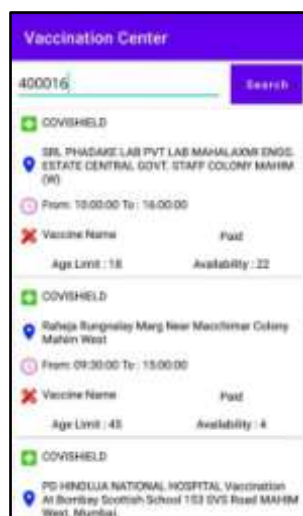 Vaccination Center
400016
Search
COVISHIELD
SRL PHADAKE LAB PVT LAB MAHALAXMI ENGG.
ESTATE CENTRAL GOVT. STAFF COLONY MAHIM
(W)
From: 10:00:00 To : 16:00:00
Vaccine Name Paid
Age Limit : 18 Availability : 22
COVISHIELD
Raheja Rungnalay Marg Near Macchimar Colony
Mahim West
From: 09:30:00 To : 15:00:00
Vaccine Name Paid
Age Limit : 45 Availability : 4
COVISHIELD
PD HINDUJA NATIONAL HOSPITAL Vaccination
At Bombay Scottish School 153 SVS Road MAHIM
West, Mumbai,